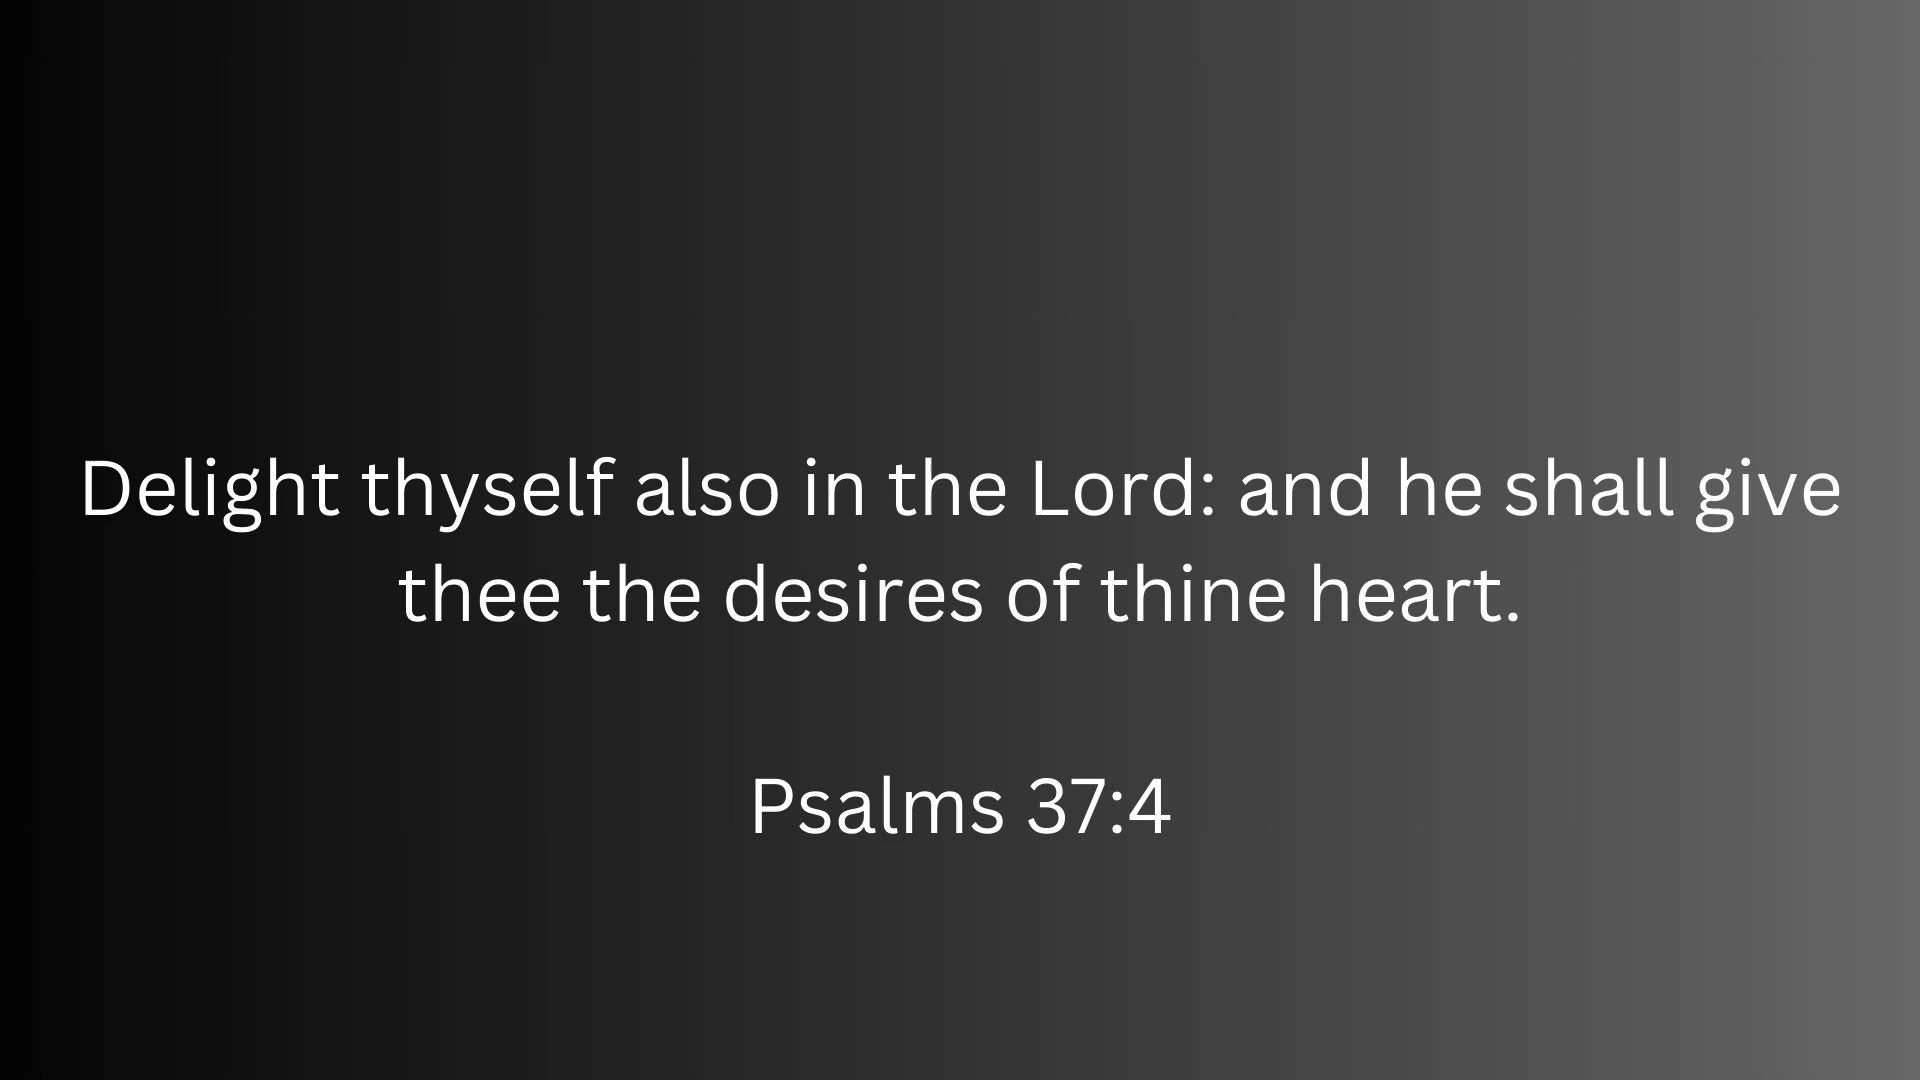 Delight thyself also in the Lord: and he shall give
thee the desires of thine heart.
Psalms 37:4